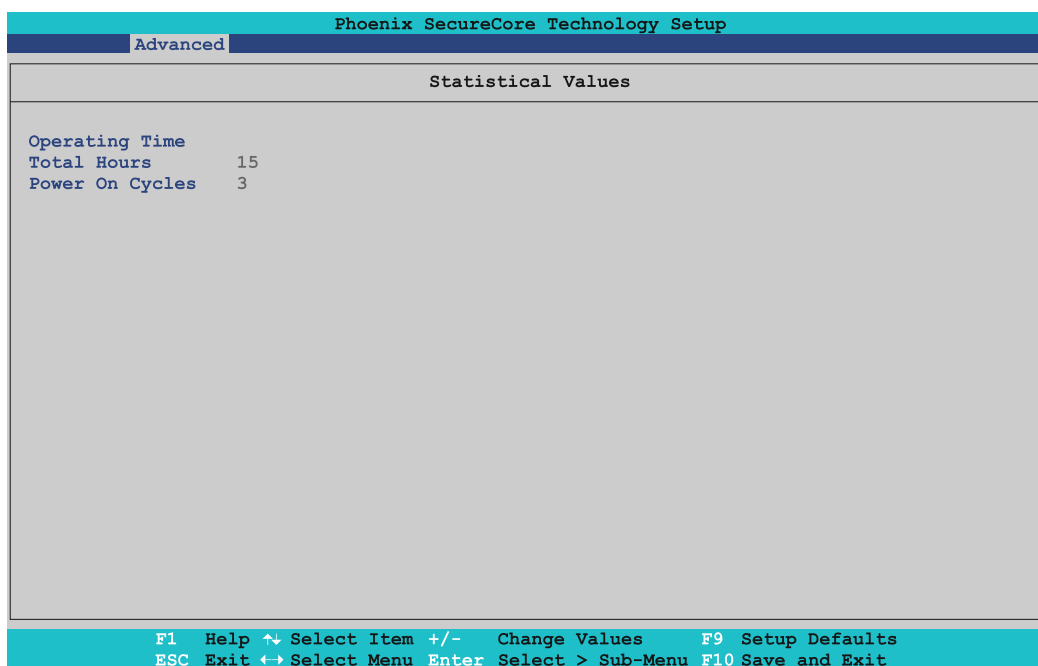 Phoenix SecureCore Technology Setup
Advanced
Statistical Values
Operating Time
Total Hours 15
Power On Cycles 3
F1 Help ↑↓ Select Item +/- Change Values F9 Setup Defaults
ESC Exit ←→ Select Menu Enter Select > Sub-Menu F10 Save and Exit